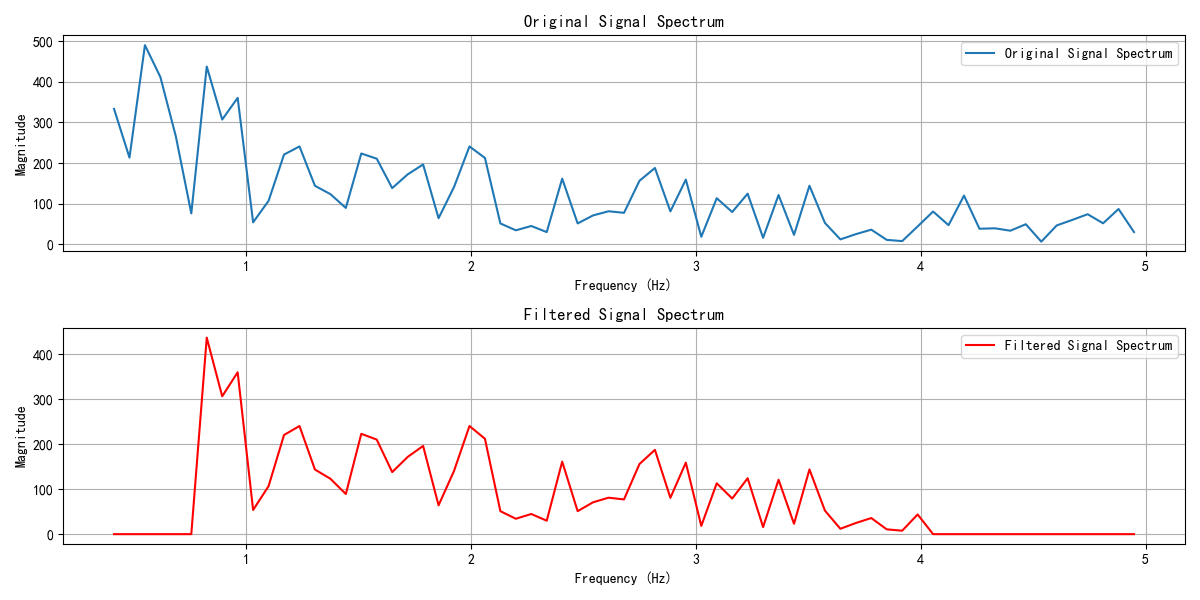 Original Signal Spectrum
500
400
300
200
100
0
Magnitude
Original Signal Spectrum
1
2
3
4
5
Frequency (Hz)
Filtered Signal Spectrum
400
300
200
100
0
Magnitude
Filtered Signal Spectrum
1
2
3
4
5
Frequency (Hz)